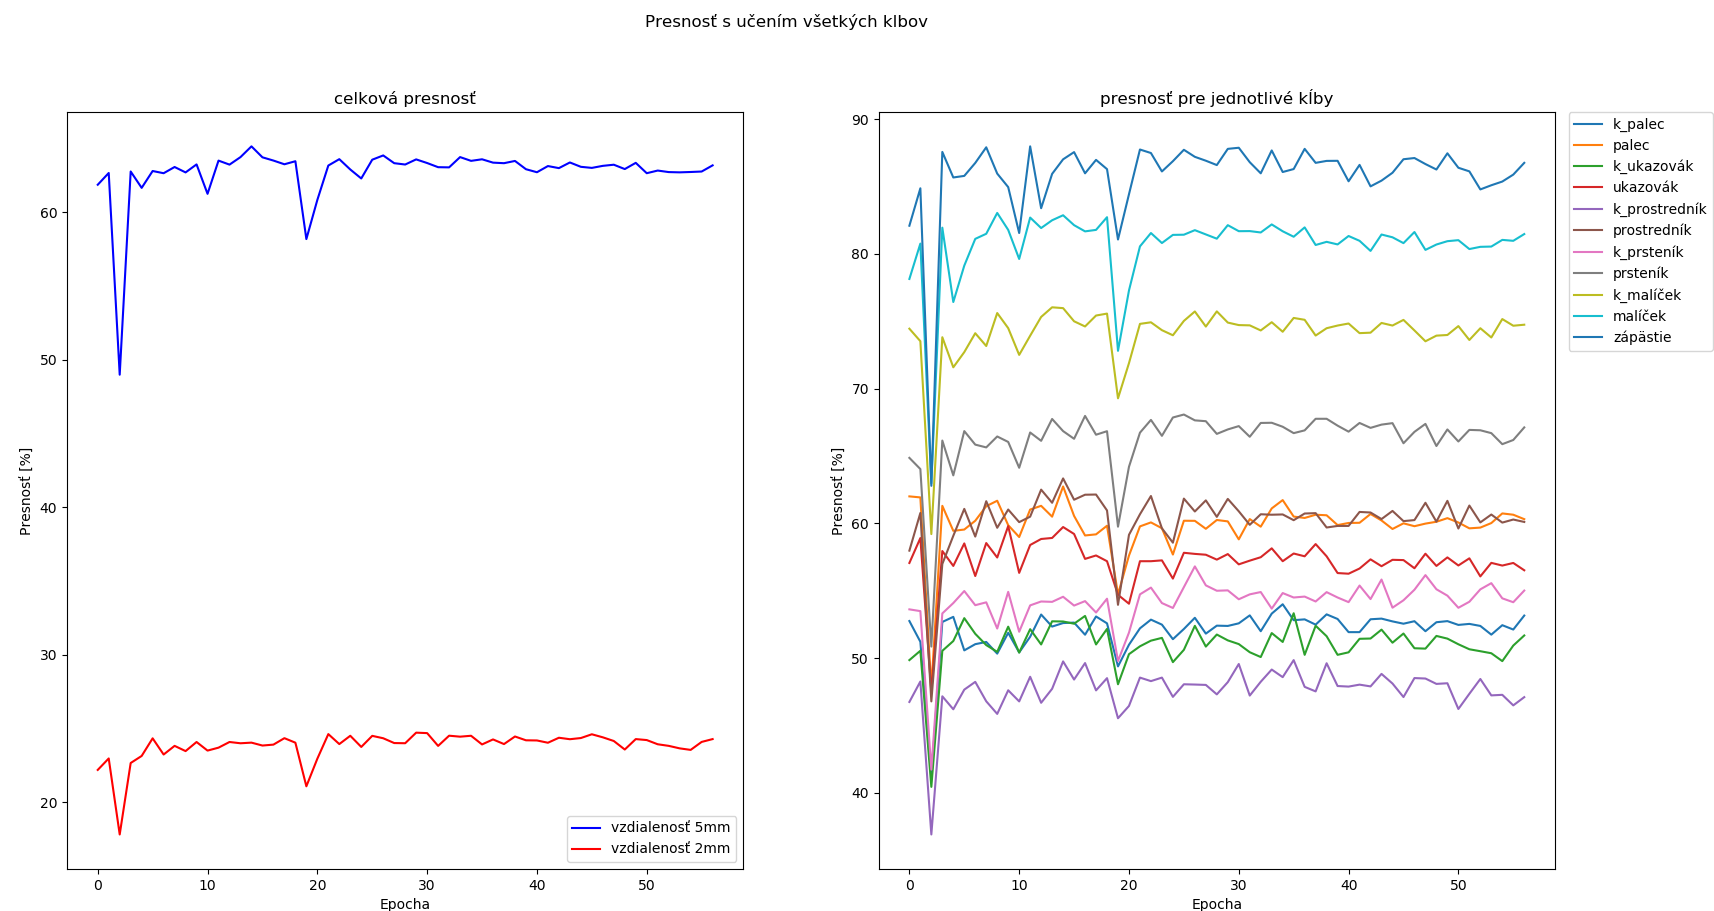 Presnosť s učením všetkých klbov
celková presnosť
Presnosť [%]
60
50
40
30
20
0 10 20 30 40 50
Epocha
vzdialenosť 5mm
vzdialenosť 2mm
presnosť pre jednotlivé kĺby
Presnosť [%]
90
80
70
60
50
40
0 10 20 30 40 50
Epocha
k_palec
palec
k_ukazovák
ukazovák
k_prostredník
prostredník
k_prsteník
prsteník
k_malíček
malíček
zápästie